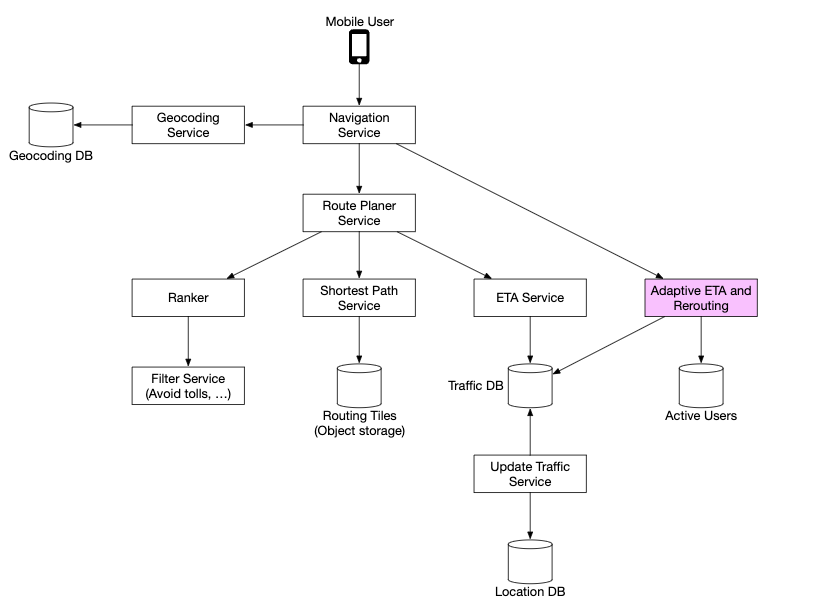 Mobile User
Geocoding
Service
Navigation
Service
Geocoding DB
Route Planer
Service
Ranker
Shortest Path
Service
ETA Service
Adaptive ETA and
Rerouting
Filter Service
(Avoid tolls, ...)
Traffic DB
Routing Tiles
(Object storage)
Active Users
Update Traffic
Service
Location DB